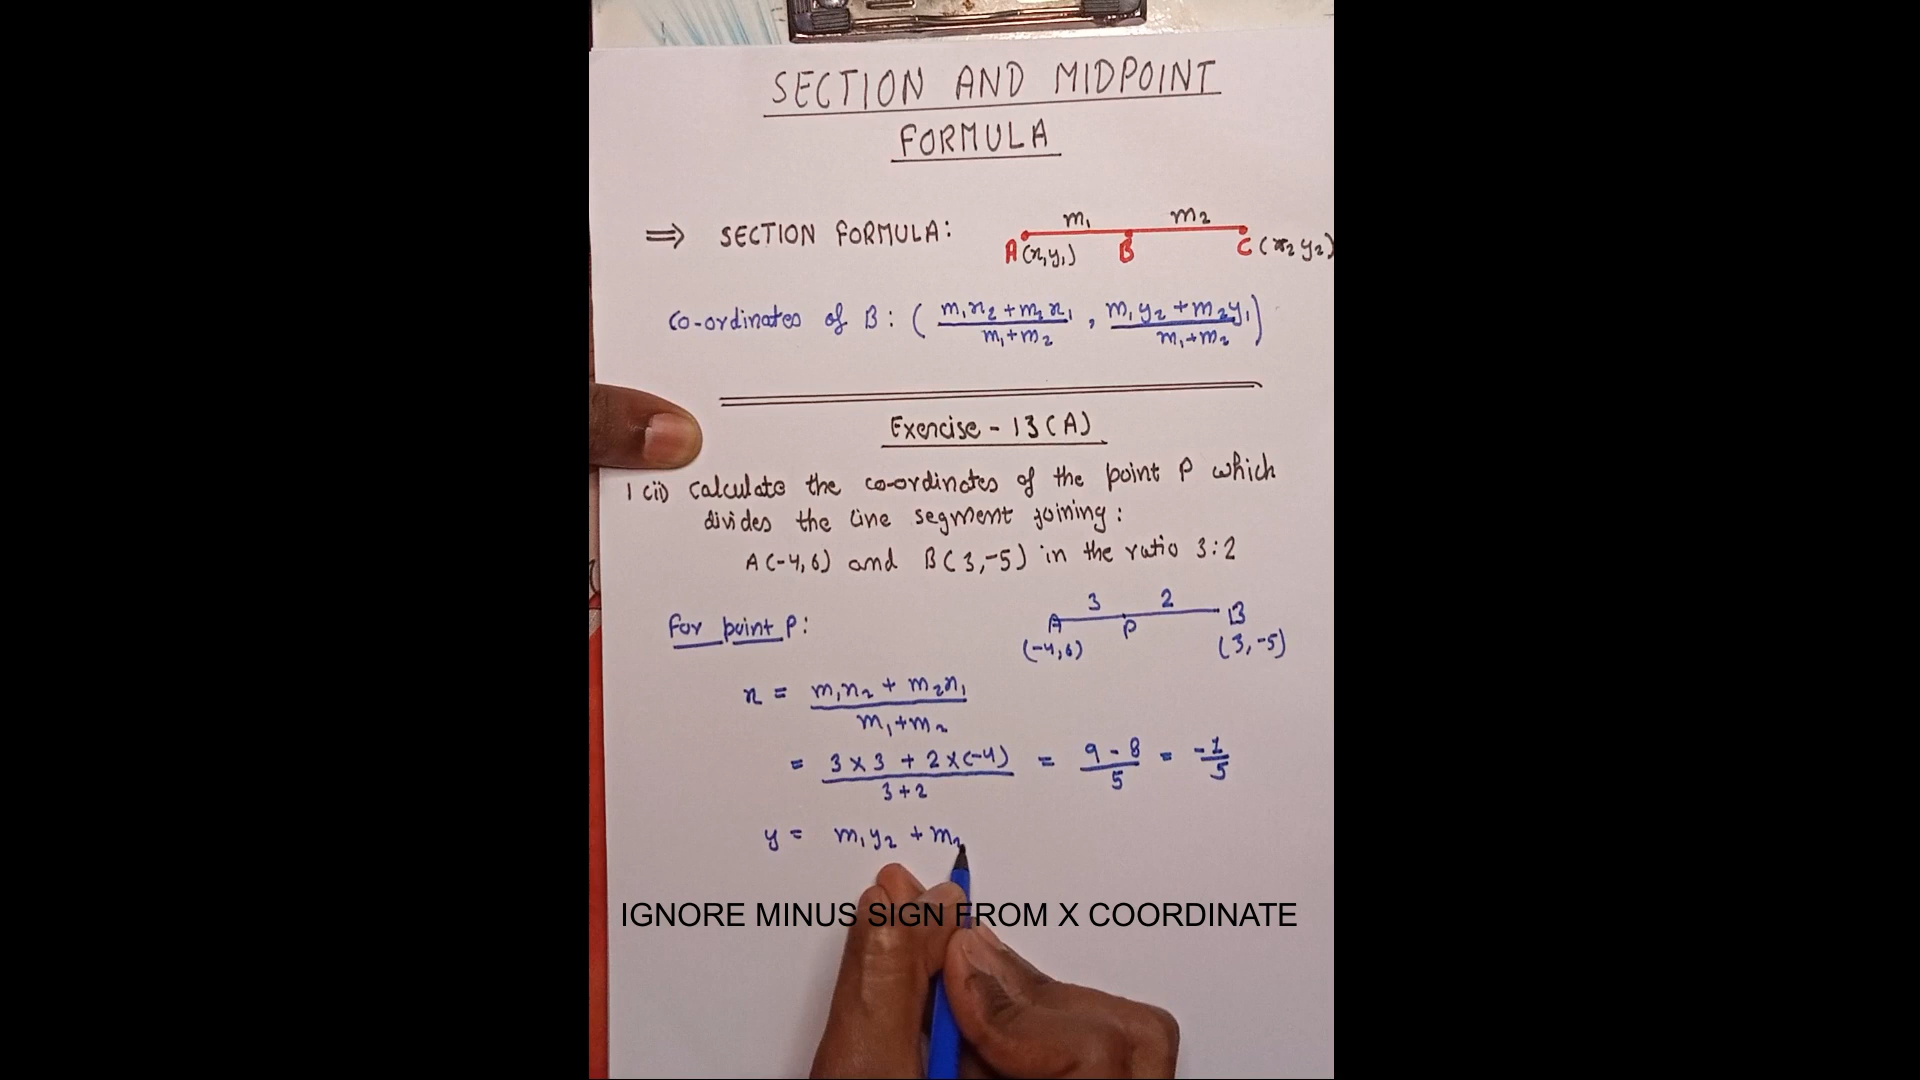 SECTION AND MIDPOINT
FORMULA
⇒ SECTION FORMULA:
m₁ m₂
A(x₁y₁) B C(x₂ y₂)
Co-ordinates of B: ( m₁x₂+m₂x₁ / m₁+m₂ , m₁y₂+m₂y₁ / m₁+m₂ )
Exercise - 13(A)
1 (ii) Calculate the co-ordinates of the point P which
divides the line segment joining:
A(-4,6) and B(3,-5) in the ratio 3:2
For point P:
3 2
A P B
(-4,6) (3,-5)
x = m₁x₂ + m₂x₁ / m₁+m₂
= 3×3 + 2×(-4) / 3+2 = 9-8 / 5 = -1/5
y = m₁y₂ + m₂
IGNORE MINUS SIGN FROM X COORDINATE